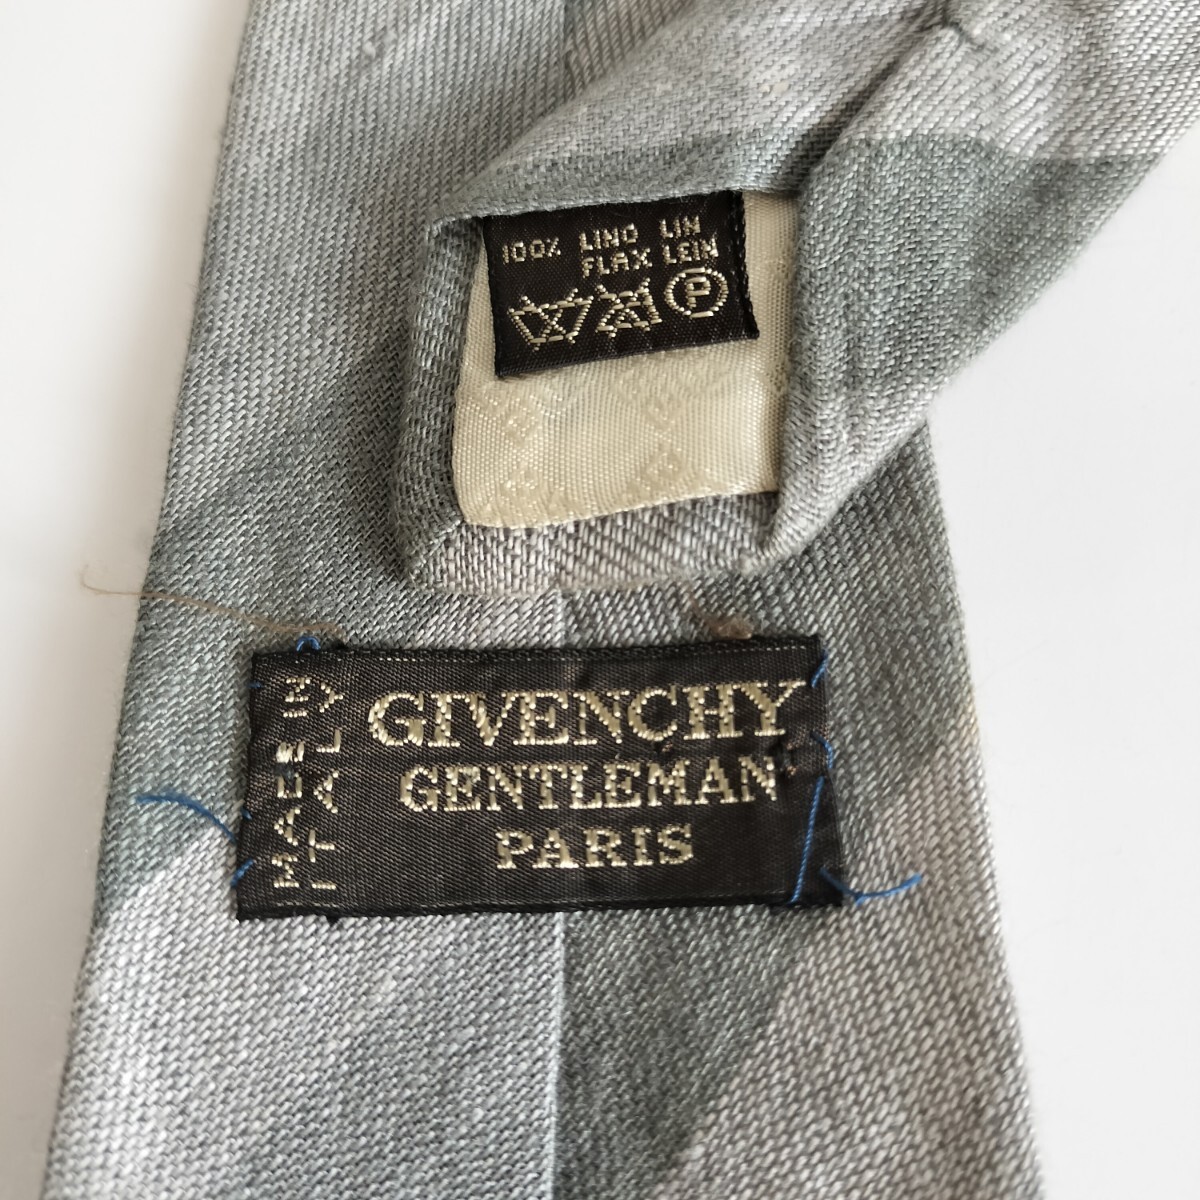 100% LINO LIN
FLAX LEIN
P
MADE IN
ITALY
GIVENCHY
GENTLEMAN
PARIS